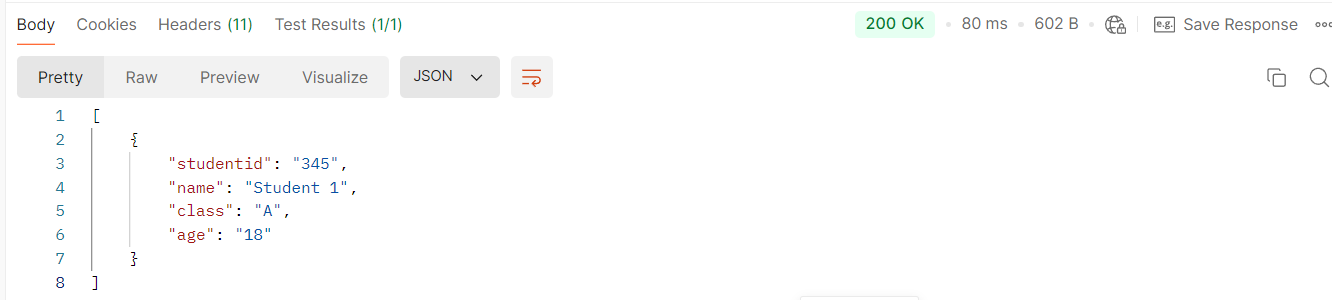 Body Cookies Headers (11) Test Results (1/1) 200 OK 80 ms 602 B e.g. Save Response
Pretty Raw Preview Visualize JSON
1 [
2 {
3 "studentid": "345",
4 "name": "Student 1",
5 "class": "A",
6 "age": "18"
7 }
8 ]